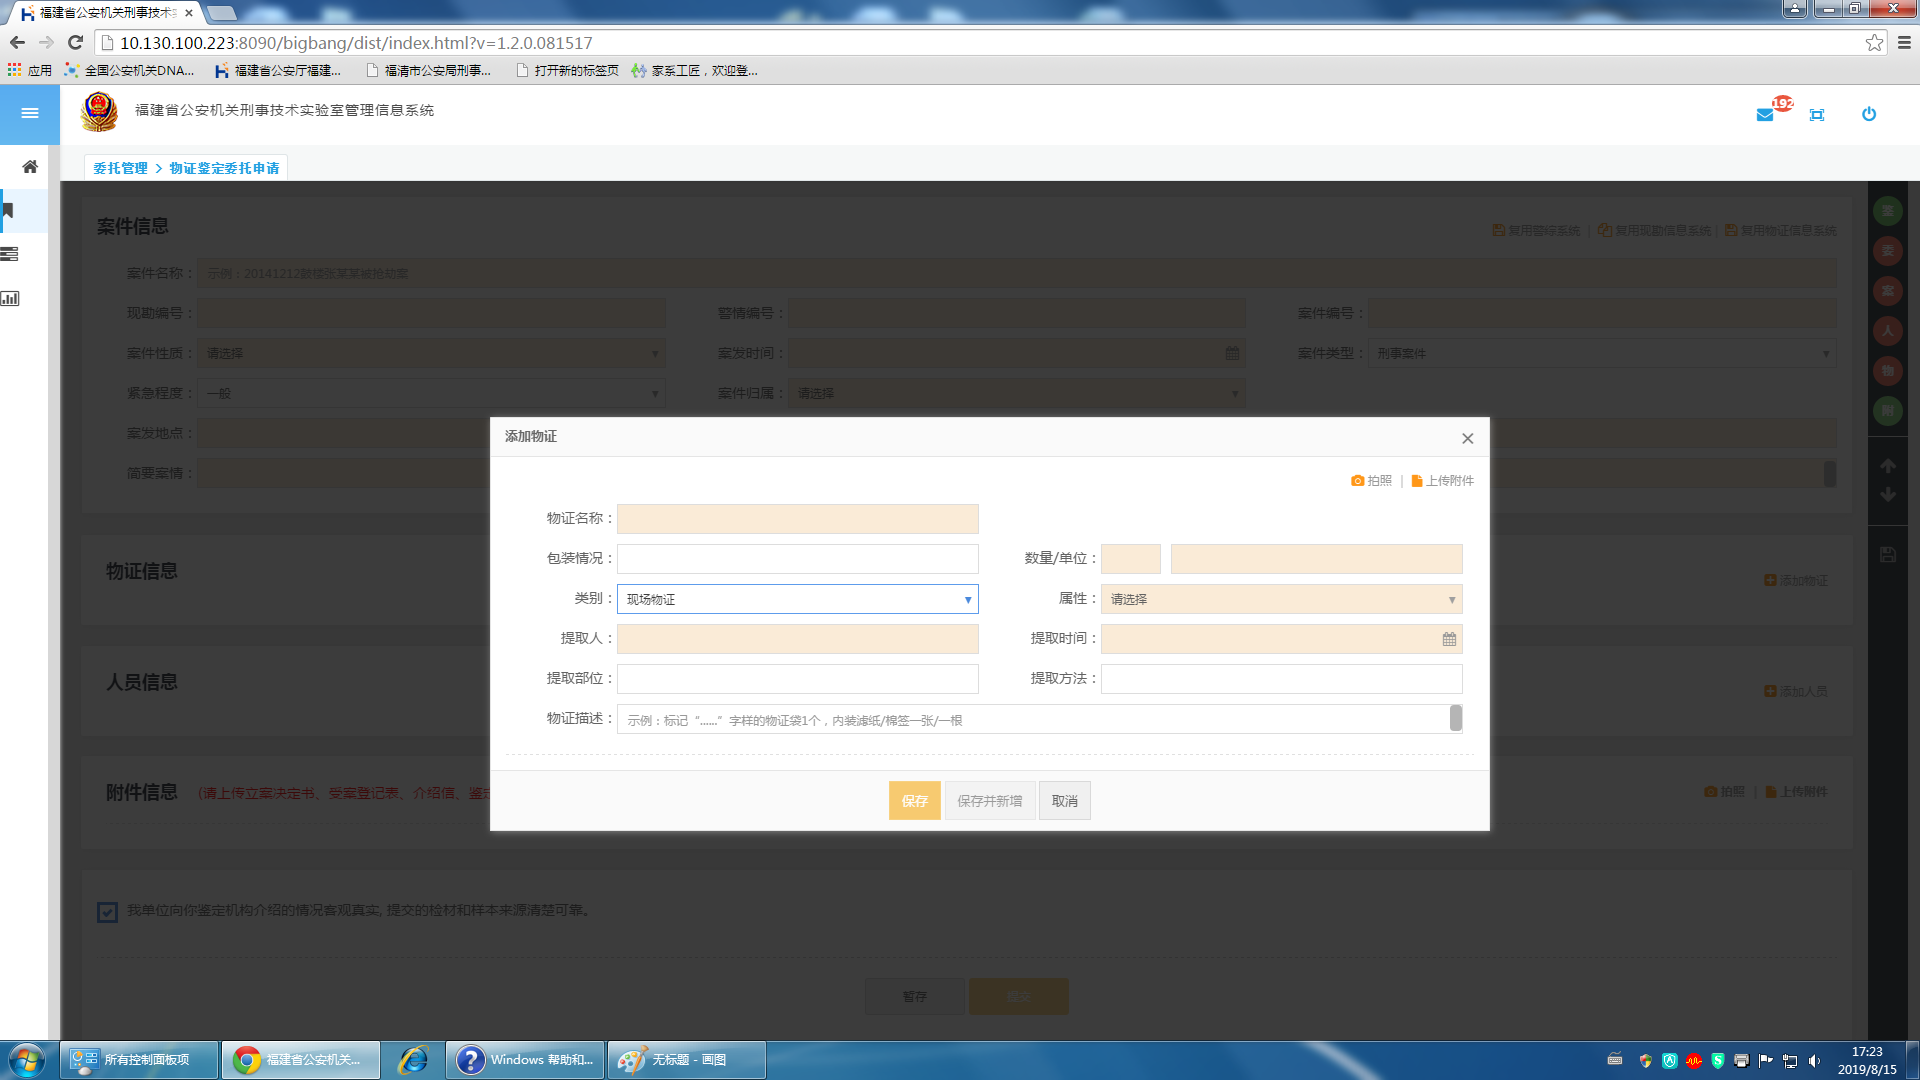 福建省公安机关刑事技术实
10.130.100.223:8090/bigbang/dist/index.html?v=1.2.0.081517
应用 全国公安机关DNA... 福建省公安厅福建... 福清市公安局刑事... 打开新的标签页 家系工匠，欢迎登...
福建省公安机关刑事技术实验室管理信息系统
192
委托管理 > 物证鉴定委托申请
案件信息
复用警综系统 | 复用现勘信息系统 | 复用物证信息系统
案件名称： 示例：20141212鼓楼张某某被抢劫案
现勘编号： 警情编号： 案件编号：
案件性质： 请选择 案发时间： 案件类型： 刑事案件
紧急程度： 一般 案件归属： 请选择
案发地点：
简要案情：
登
委
案
人
物
附
添加物证
拍照 | 上传附件
物证名称：
包装情况： 数量/单位：
类别： 现场物证 属性： 请选择
提取人： 提取时间：
提取部位： 提取方法：
物证描述： 示例：标记“......”字样的物证袋1个，内装滤纸/棉签一张/一根
保存 保存并新增 取消
物证信息
添加物证
人员信息
添加人员
附件信息 (请上传立案决定书、受案登记表、介绍信、鉴定
拍照 | 上传附件
我单位向你鉴定机构介绍的情况客观真实, 提交的检材和样本来源清楚可靠。
暂存 提交
所有控制面板项 福建省公安机关... Windows 帮助和... 无标题 - 画图
17:23
2019/8/15